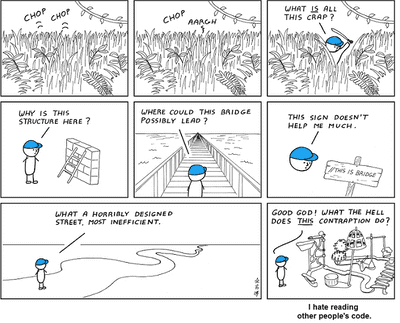 CHOP
CHOP
CHOP
AARGH
WHAT IS ALL
THIS CRAP?
WHY IS THIS
STRUCTURE HERE?
WHERE COULD THIS BRIDGE
POSSIBLY LEAD?
THIS SIGN DOESN'T
HELP ME MUCH.
//THIS IS BRIDGE
WHAT A HORRIBLY DESIGNED
STREET, MOST INEFFICIENT.
GOOD GOD! WHAT THE HELL
DOES THIS CONTRAPTION DO?
I hate reading
other people's code.